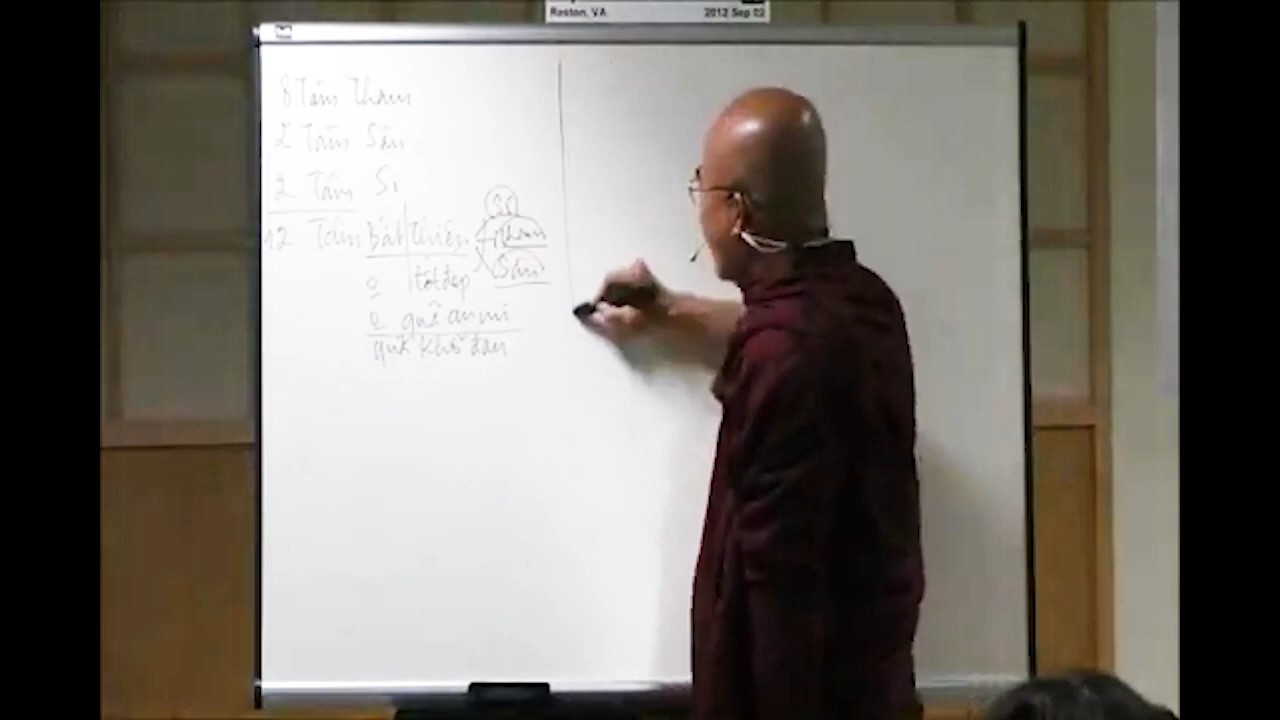 Reston, VA 2012 Sep 02
8 Tâm Tham
2 Tâm Sân
2 Tâm Si
12 Tâm Bất Thiện Si Tham Sân
tốt đẹp
quả an vui
quả khổ đau